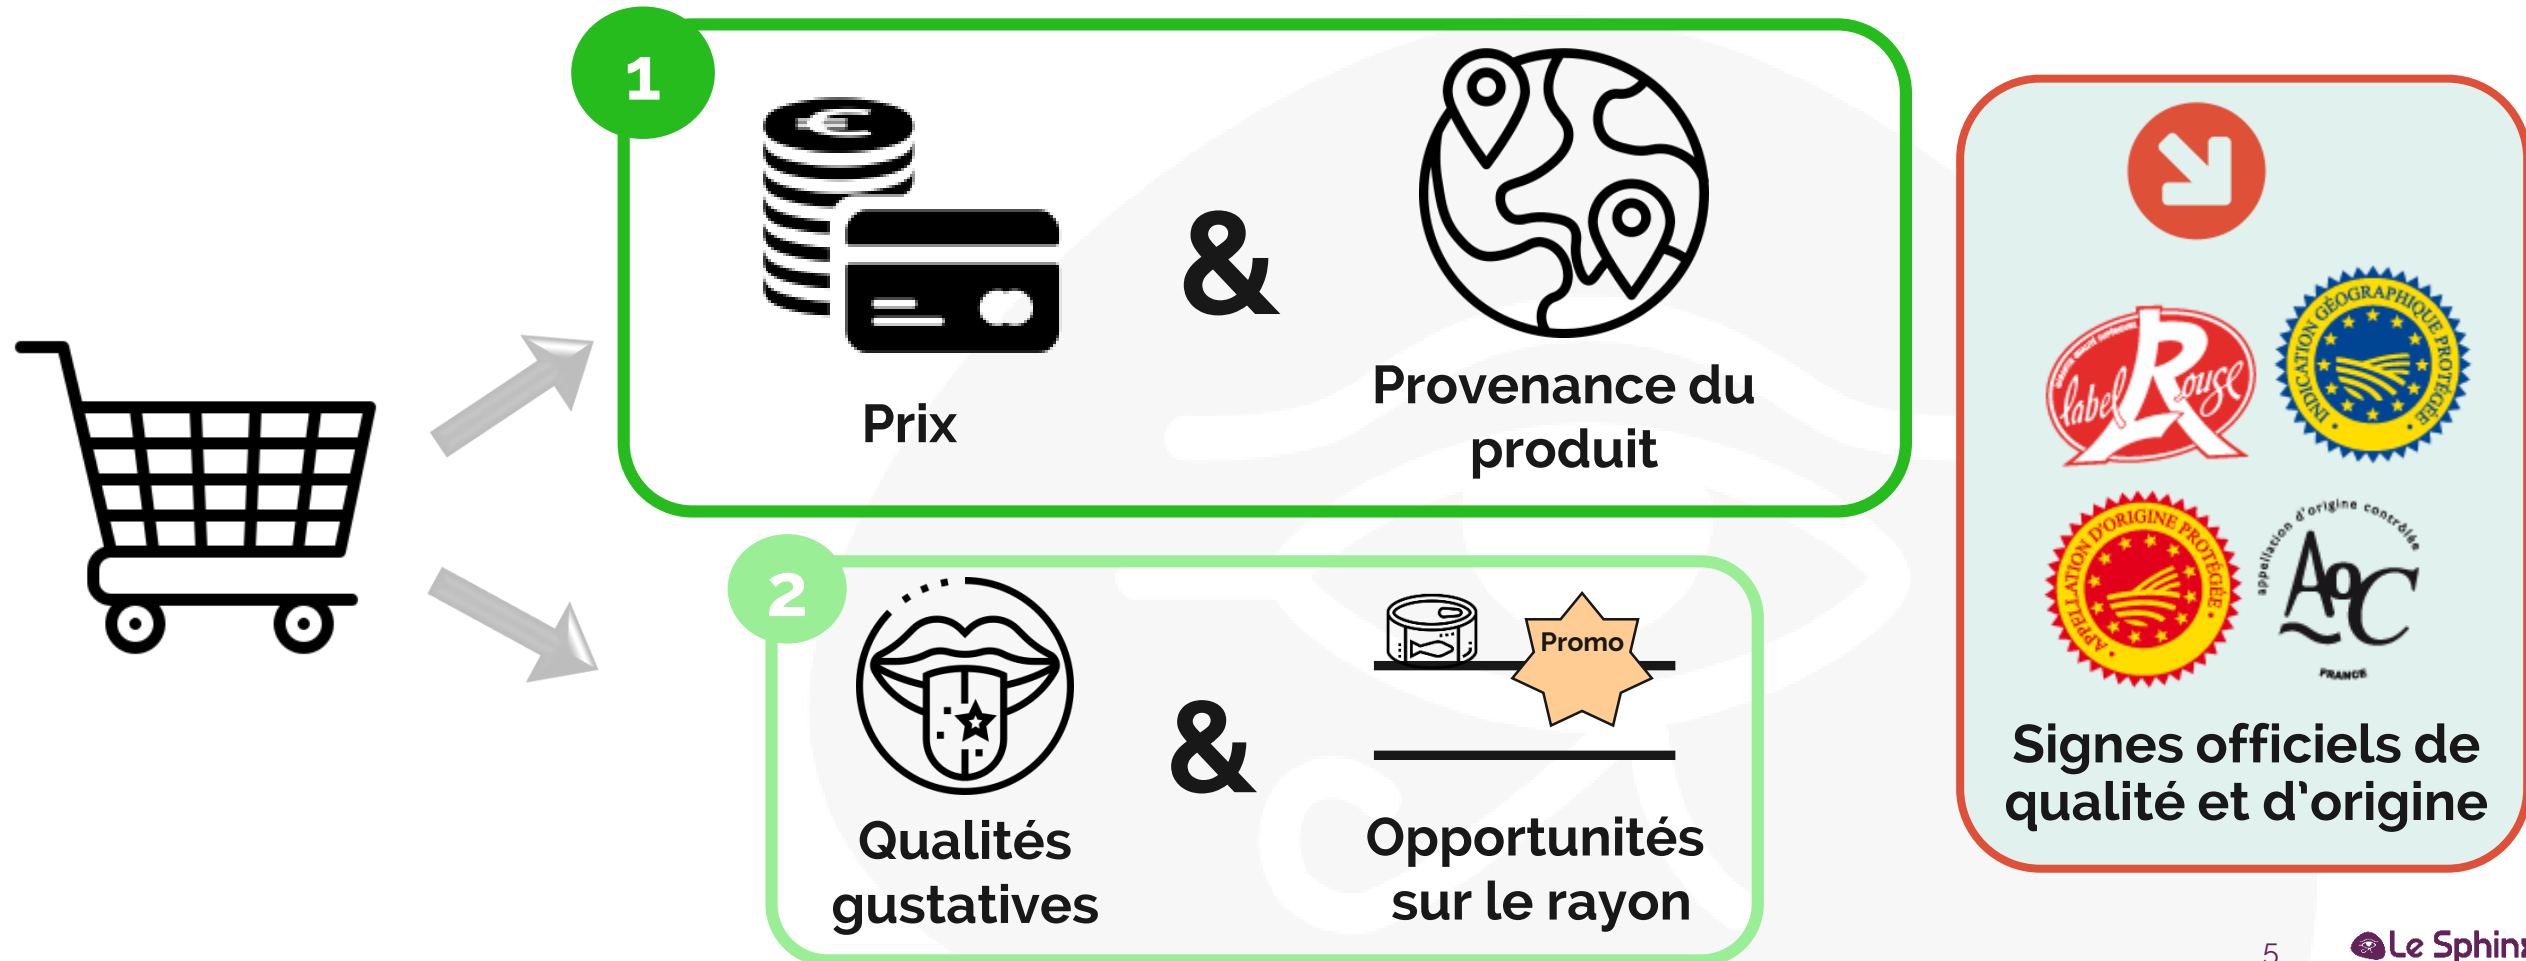 1
&
Prix
Provenance du
produit
2
Promo
&
Qualités
gustatives
Opportunités
sur le rayon
label Rouge
INDICATION GÉOGRAPHIQUE PROTÉGÉE
APPELLATION D'ORIGINE PROTÉGÉE
appellation d'origine contrôlée
AOC
FRANCE
Signes officiels de
qualité et d'origine
5
Le Sphinx